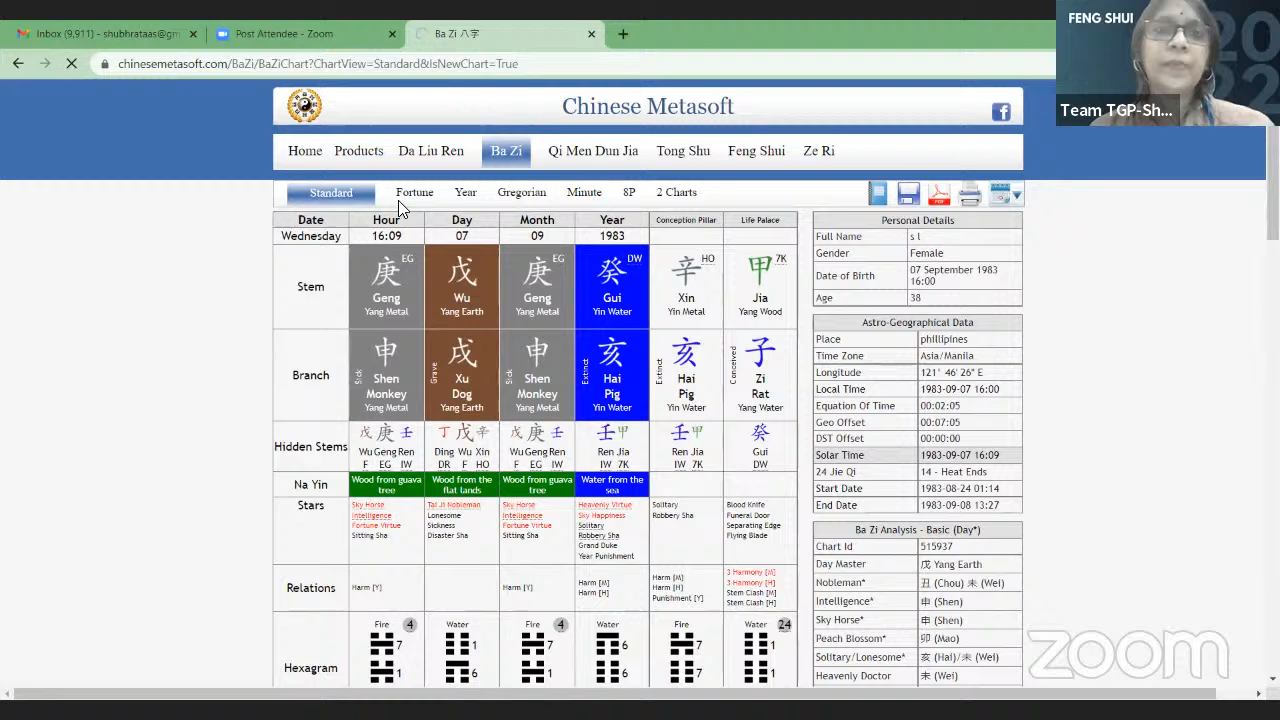 Inbox (9,911) - shubhrataas@gm
Post Attendee - Zoom
Ba Zi 八字
FENG SHUI
chinesemetasoft.com/BaZi/BaZiChart?ChartView=Standard&IsNewChart=True
Team TGP-Sh...
Chinese Metasoft
Home Products Da Liu Ren Ba Zi Qi Men Dun Jia Tong Shu Feng Shui Ze Ri
Standard Fortune Year Gregorian Minute 8P 2 Charts
Date Hour Day Month Year Conception Pillar Life Palace
Wednesday 16:09 07 09 1983
Stem
庚 EG 戊 庚 EG 癸 DW 辛 HO 甲 7K
Geng Wu Geng Gui Xin Jia
Yang Metal Yang Earth Yang Metal Yin Water Yin Metal Yang Wood
Branch
Sick Grave Sick Extinct Extinct Conceived
申 戌 申 亥 亥 子
Shen Xu Shen Hai Hai Zi
Monkey Dog Monkey Pig Pig Rat
Yang Metal Yang Earth Yang Metal Yin Water Yin Water Yang Water
Hidden Stems
戊庚壬 丁戊辛 戊庚壬 壬甲 壬甲 癸
Wu Geng Ren Ding Wu Xin Wu Geng Ren Ren Jia Ren Jia Gui
F EG IW DR F HO F EG IW IW 7K IW 7K DW
Na Yin
Wood from guava tree Wood from the flat lands Wood from guava tree Water from the sea
Stars
Sky Horse Tai Ji Nobleman Sky Horse Heavenly Virtue Solitary Blood Knife
Intelligence Lonesome Intelligence Sky Happiness Robbery Sha Funeral Door
Fortune Virtue Sickness Fortune Virtue Solitary Separating Edge
Sitting Sha Disaster Sha Sitting Sha Robbery Sha Flying Blade
Grand Duke
Year Punishment
Relations
Harm [Y] Harm [Y]
Harm [M]
Harm [H]
Harm [M]
Harm [H]
Punishment [Y]
3 Harmony [M]
3 Harmony [H]
Stem Clash [M]
Stem Clash [H]
Hexagram
Fire 4 Water Fire 4 Water Fire Water 24
7 1 7 6 7 1
1 6 1 6 7 1
Personal Details
Full Name s l
Gender Female
Date of Birth 07 September 1983 16:00
Age 38
Astro-Geographical Data
Place phillipines
Time Zone Asia/Manila
Longitude 121° 46' 26" E
Local Time 1983-09-07 16:00
Equation Of Time 00:02:05
Geo Offset 00:07:05
DST Offset 00:00:00
Solar Time 1983-09-07 16:09
24 Jie Qi 14 - Heat Ends
Start Date 1983-08-24 01:14
End Date 1983-09-08 13:27
Ba Zi Analysis - Basic (Day*)
Chart Id 515937
Day Master 戊 Yang Earth
Nobleman* 丑 (Chou) 未 (Wei)
Intelligence* 申 (Shen)
Sky Horse* 申 (Shen)
Peach Blossom* 卯 (Mao)
Solitary/Lonesome* 亥 (Hai)/未 (Wei)
Heavenly Doctor 未 (Wei)
zoom